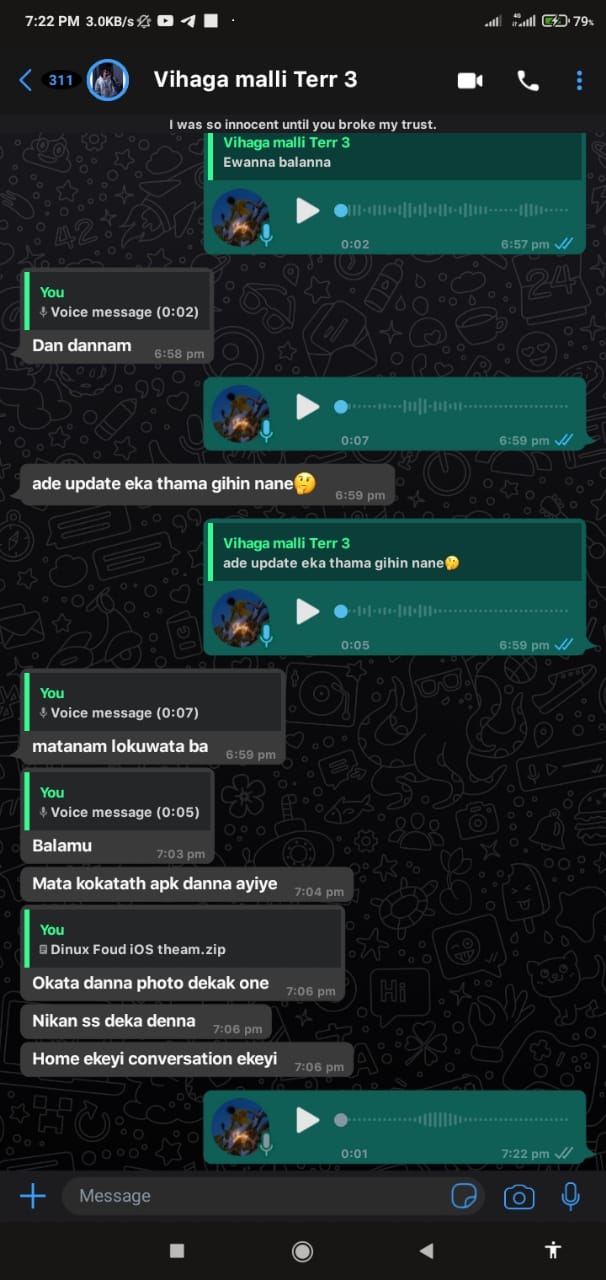 7:22 PM 3.0KB/s
4G
79%
311
Vihaga malli Terr 3
I was so innocent until you broke my trust.
Vihaga malli Terr 3
Ewanna balanna
0:02 6:57 pm
You
Voice message (0:02)
Dan dannam 6:58 pm
0:07 6:59 pm
ade update eka thama gihin nane🤔 6:59 pm
Vihaga malli Terr 3
ade update eka thama gihin nane🤔
0:05 6:59 pm
You
Voice message (0:07)
matanam lokuwata ba 6:59 pm
You
Voice message (0:05)
Balamu 7:03 pm
Mata kokatath apk danna ayiye 7:04 pm
You
Dinux Foud iOS theam.zip
Okata danna photo dekak one 7:06 pm
Nikan ss deka denna 7:06 pm
Home ekeyi conversation ekeyi 7:06 pm
0:01 7:22 pm
Message